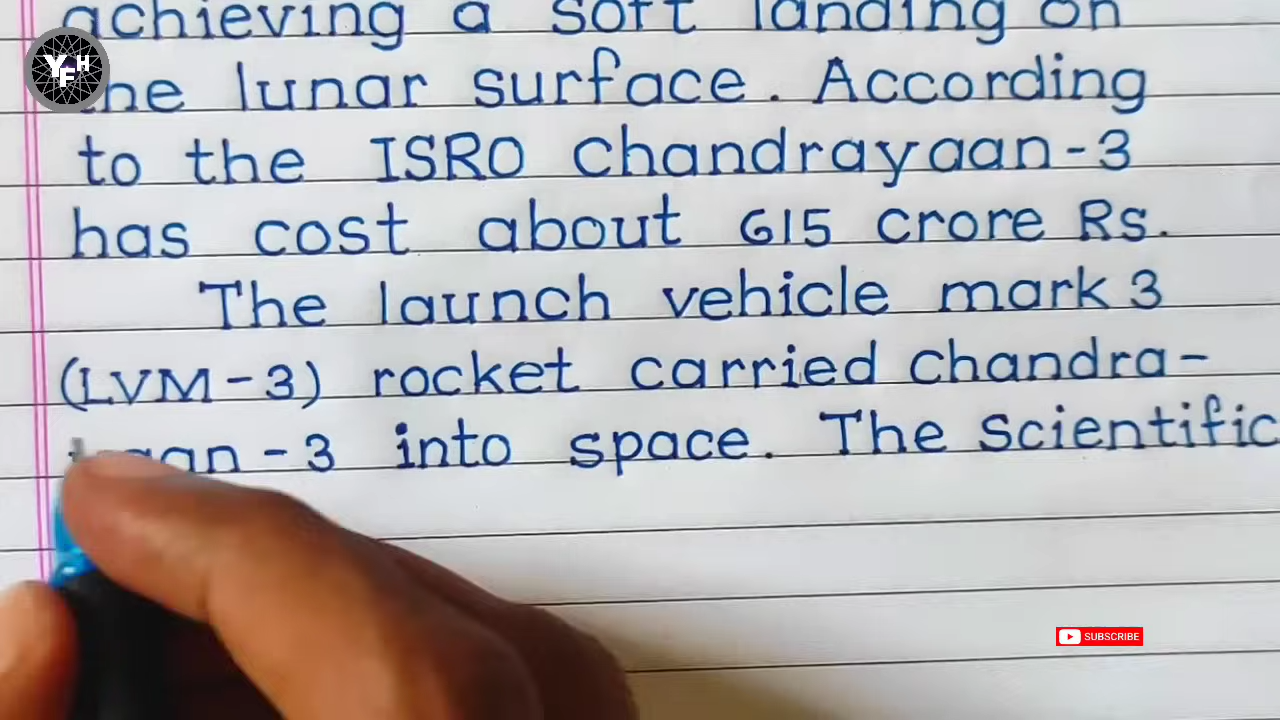 achieving a soft landing on
the lunar surface. According
to the ISRO Chandrayaan-3
has cost about 615 crore Rs.
The launch vehicle mark 3
(LVM-3) rocket carried Chandra-
-3 into space. The Scientific
YFH
SUBSCRIBE